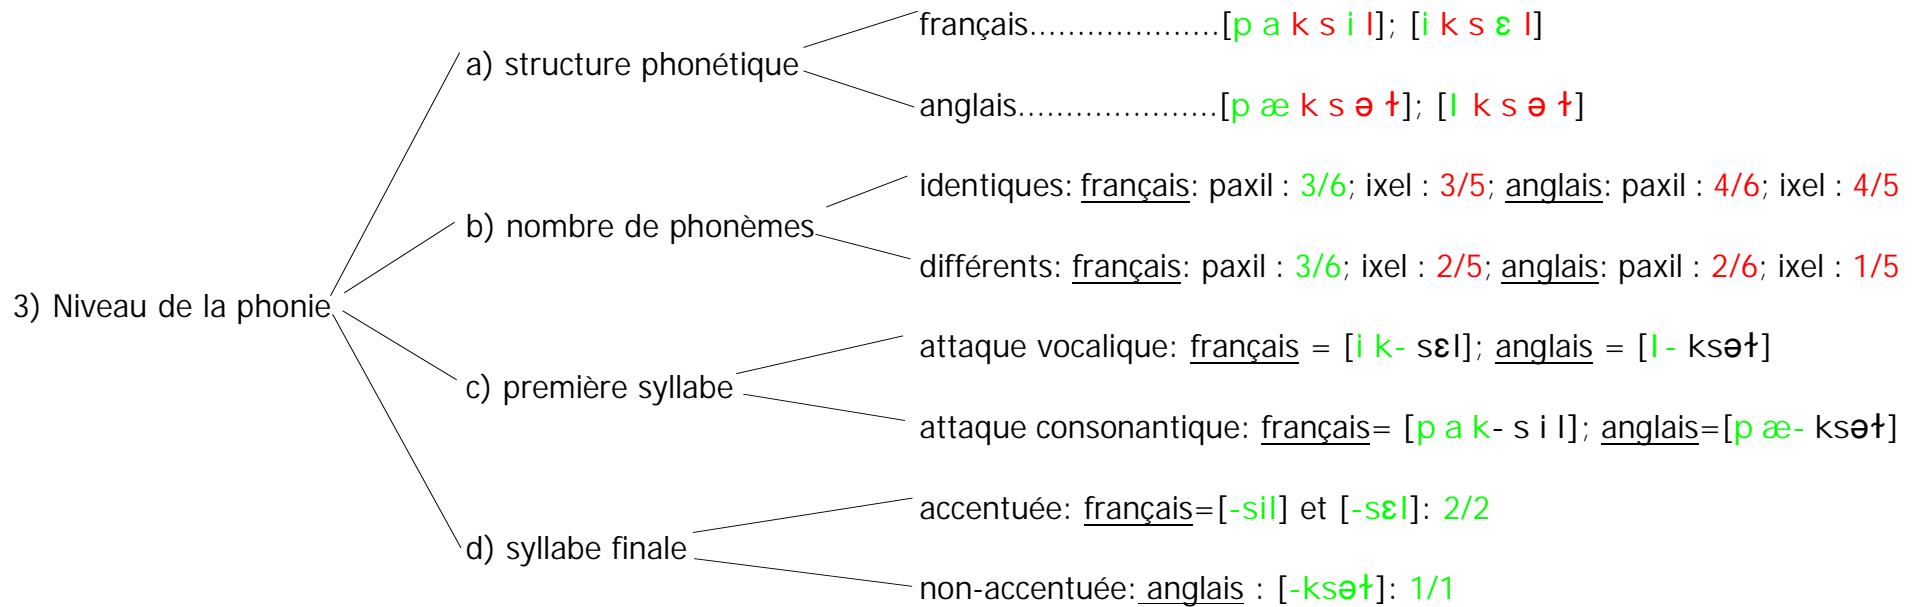 français....................[p a k s i l]; [i k s ɛ l]
a) structure phonétique
anglais.....................[p æ k s ə ɫ]; [I k s ə ɫ]
identiques: français: paxil : 3/6; ixel : 3/5; anglais: paxil : 4/6; ixel : 4/5
b) nombre de phonèmes
différents: français: paxil : 3/6; ixel : 2/5; anglais: paxil : 2/6; ixel : 1/5
3) Niveau de la phonie
attaque vocalique: français = [i k- sɛl]; anglais = [I- ksəɫ]
c) première syllabe
attaque consonantique: français= [p a k- s i l]; anglais=[p æ- ksəɫ]
accentuée: français=[-sil] et [-sɛl]: 2/2
d) syllabe finale
non-accentuée: anglais : [-ksəɫ]: 1/1